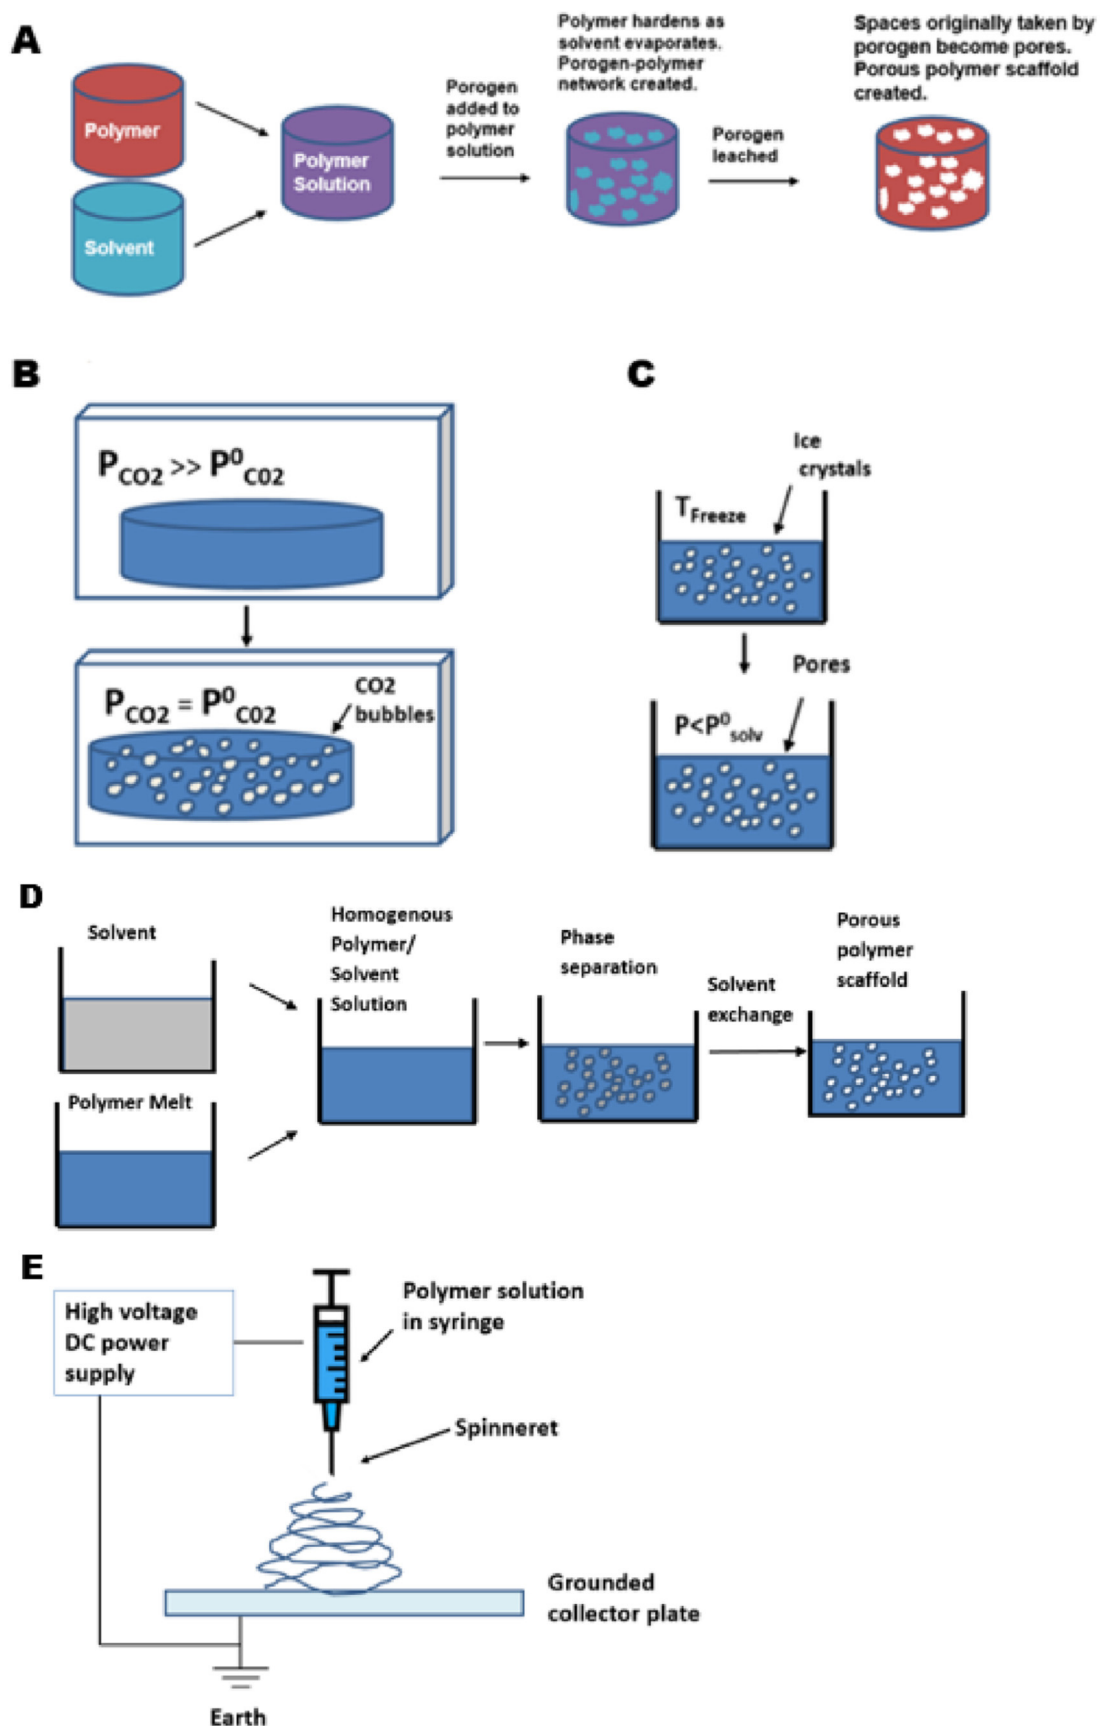 A
Polymer
Solvent
Polymer
Solution
Porogen
added to
polymer
solution
Polymer hardens as
solvent evaporates.
Porogen-polymer
network created.
Porogen
leached
Spaces originally taken by
porogen become pores.
Porous polymer scaffold
created.
B
PCO2 >> P0C02
PCO2 = P0C02
CO2
bubbles
C
Ice
crystals
TFreeze
Pores
P<P0solv
D
Solvent
Polymer Melt
Homogenous
Polymer/
Solvent
Solution
Phase
separation
Solvent
exchange
Porous
polymer
scaffold
E
High voltage
DC power
supply
Polymer solution
in syringe
Spinneret
Grounded
collector plate
Earth